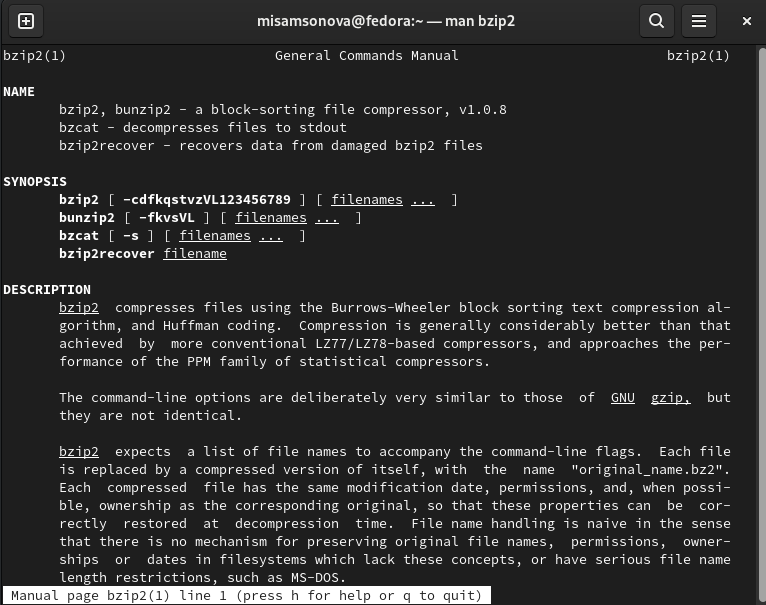 misamsonova@fedora:~ — man bzip2
bzip2(1) General Commands Manual bzip2(1)
NAME
bzip2, bunzip2 - a block-sorting file compressor, v1.0.8
bzcat - decompresses files to stdout
bzip2recover - recovers data from damaged bzip2 files
SYNOPSIS
bzip2 [ -cdfkqstvzVL123456789 ] [ filenames ... ]
bunzip2 [ -fkvsVL ] [ filenames ... ]
bzcat [ -s ] [ filenames ... ]
bzip2recover filename
DESCRIPTION
bzip2 compresses files using the Burrows-Wheeler block sorting text compression al-
gorithm, and Huffman coding. Compression is generally considerably better than that
achieved by more conventional LZ77/LZ78-based compressors, and approaches the per-
formance of the PPM family of statistical compressors.
The command-line options are deliberately very similar to those of GNU gzip, but
they are not identical.
bzip2 expects a list of file names to accompany the command-line flags. Each file
is replaced by a compressed version of itself, with the name "original_name.bz2".
Each compressed file has the same modification date, permissions, and, when possi-
ble, ownership as the corresponding original, so that these properties can be cor-
rectly restored at decompression time. File name handling is naive in the sense
that there is no mechanism for preserving original file names, permissions, owner-
ships or dates in filesystems which lack these concepts, or have serious file name
length restrictions, such as MS-DOS.
Manual page bzip2(1) line 1 (press h for help or q to quit)